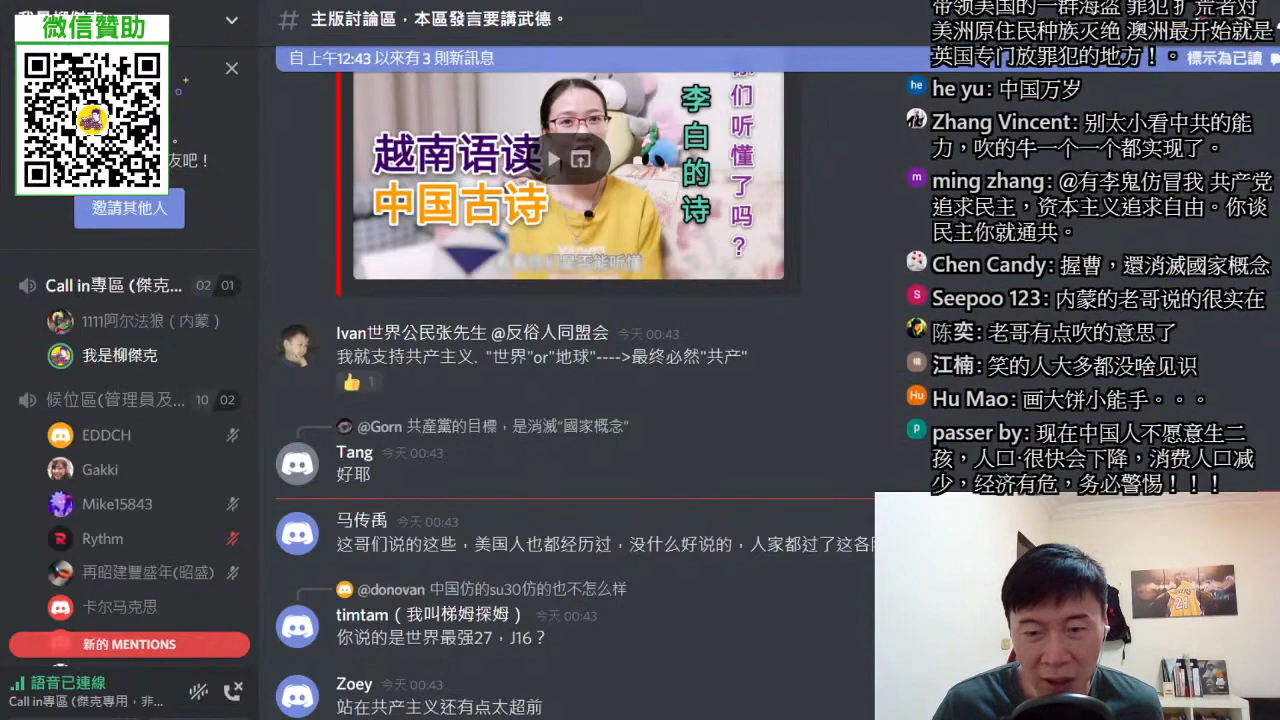 微信贊助
友吧！
邀請其他人
Call in專區 (傑克... 02 01
1111阿尔法狼（内蒙）
我是柳傑克
候位區(管理員及... 10 02
EDDCH
Gakki
Mike15843
Rythm
再昭建豐盛年(昭盛)
卡尔马克思
新的 MENTIONS
語音已連線
Call in專區 (傑克專用，非...
# 主版討論區，本區發言要講武德。
自 上午12:43 以來有 3 則新訊息
標示為已讀
越南语读
中国古诗
李白的诗
们听懂了吗？
Ivan世界公民张先生 @反俗人同盟会 今天 00:43
我就支持共产主义. "世界"or"地球"---->最终必然"共产"
1
@Gorn 共產黨的目標，是消滅“國家概念”
Tang 今天 00:43
好耶
马传禹 今天 00:43
这哥们说的这些，美国人也都经历过，没什么好说的，人家都过了这各
@donovan 中国仿的su30仿的也不怎么样
timtam（我叫梯姆探姆） 今天 00:43
你说的是世界最强27，J16？
Zoey 今天 00:43
站在共产主义还有点太超前
带领美国的一群海盗 罪犯扩荒者对
美洲原住民种族灭绝 澳洲最开始就是
英国专门放罪犯的地方！。
he yu: 中国万岁
Zhang Vincent: 别太小看中共的能
力，吹的牛一个一个都实现了。
ming zhang: @有李鬼仿冒我 共产党
追求民主，资本主义追求自由。你谈
民主你就通共。
Chen Candy: 握曹，還消滅國家概念
Seepoo 123: 内蒙的老哥说的很实在
陈奕: 老哥有点吹的意思了
江楠: 笑的人大多都没啥见识
Hu Mao: 画大饼小能手。。。
passer by: 现在中国人不愿意生二
孩，人口·很快会下降，消费人口减
少，经济有危，务必警惕！！！